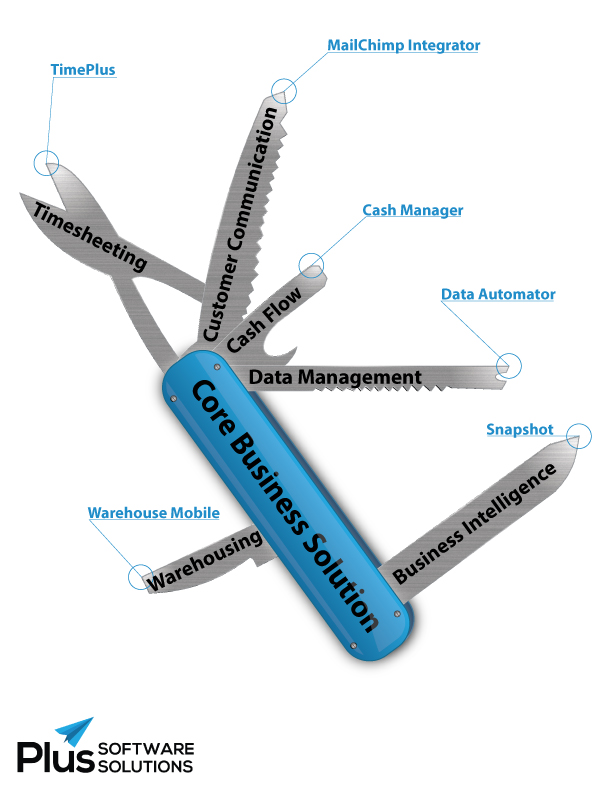 MailChimp Integrator
TimePlus
Customer Communication
Timesheeting
Cash Manager
Cash Flow
Data Automator
Data Management
Core Business Solution
Snapshot
Business Intelligence
Warehouse Mobile
Warehousing
Plus SOFTWARE
SOLUTIONS